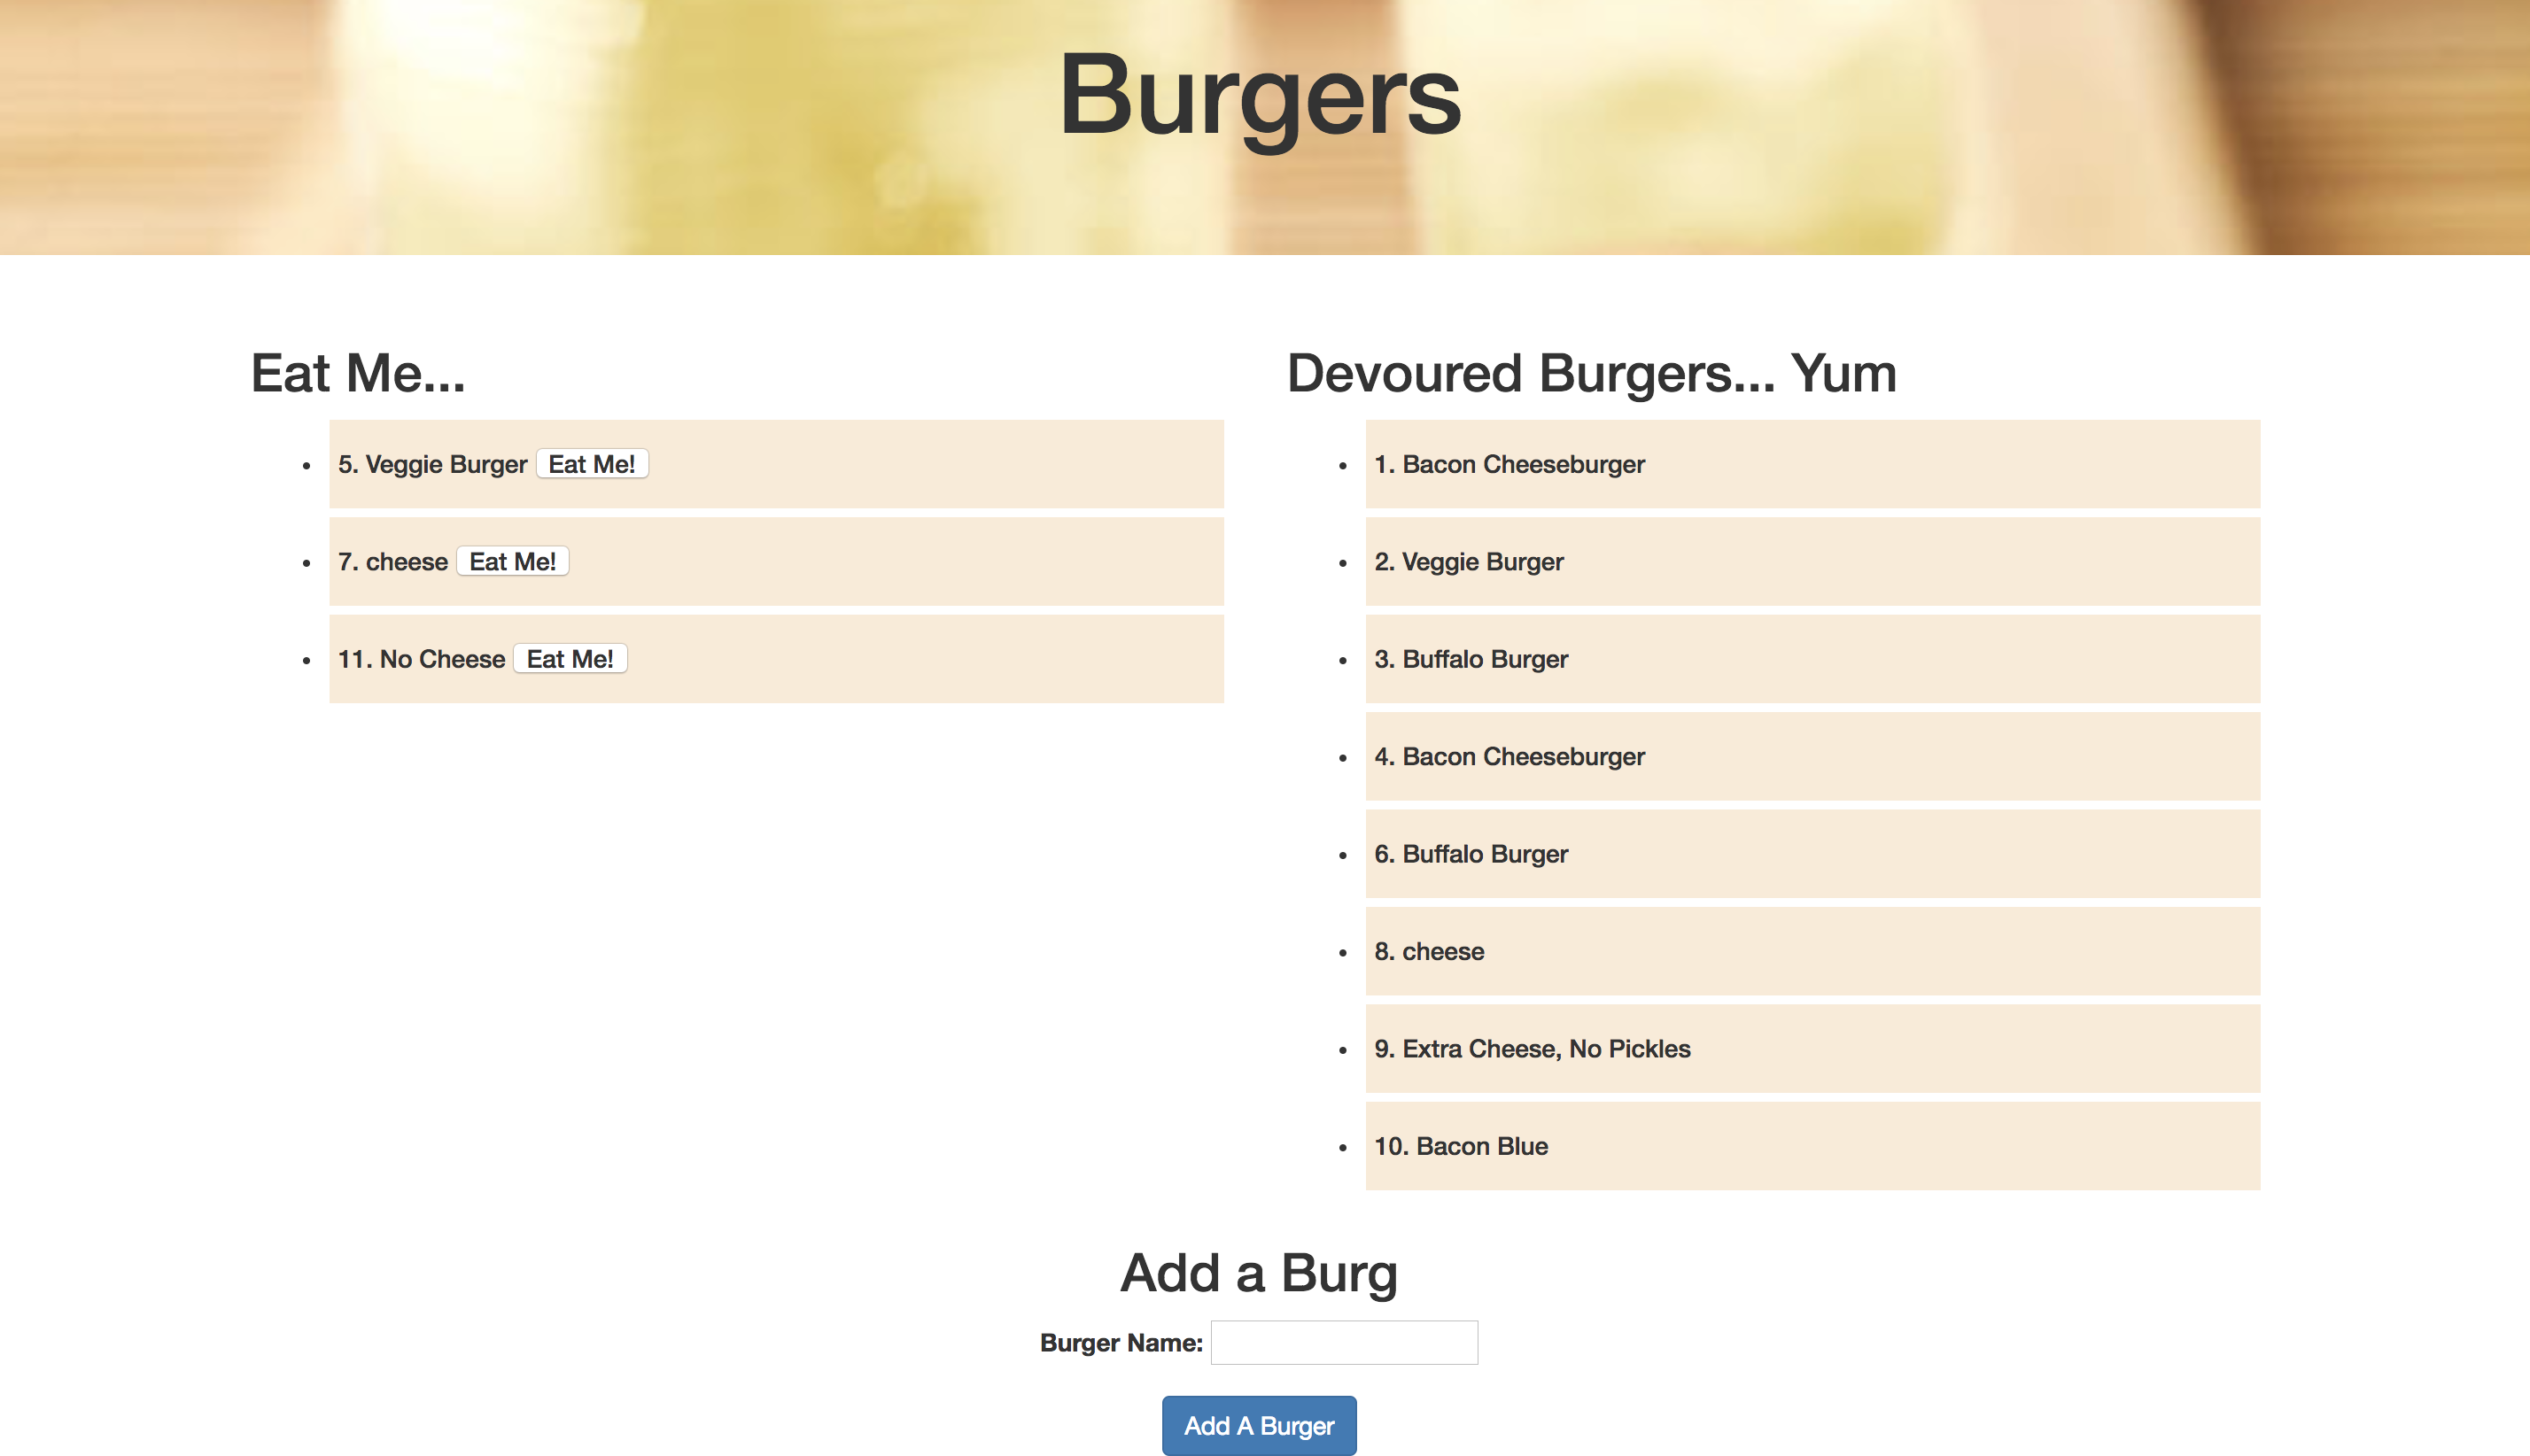 Burgers
Eat Me...
5. Veggie Burger Eat Me!
7. cheese Eat Me!
11. No Cheese Eat Me!
Devoured Burgers... Yum
1. Bacon Cheeseburger
2. Veggie Burger
3. Buffalo Burger
4. Bacon Cheeseburger
6. Buffalo Burger
8. cheese
9. Extra Cheese, No Pickles
10. Bacon Blue
Add a Burg
Burger Name:
Add A Burger